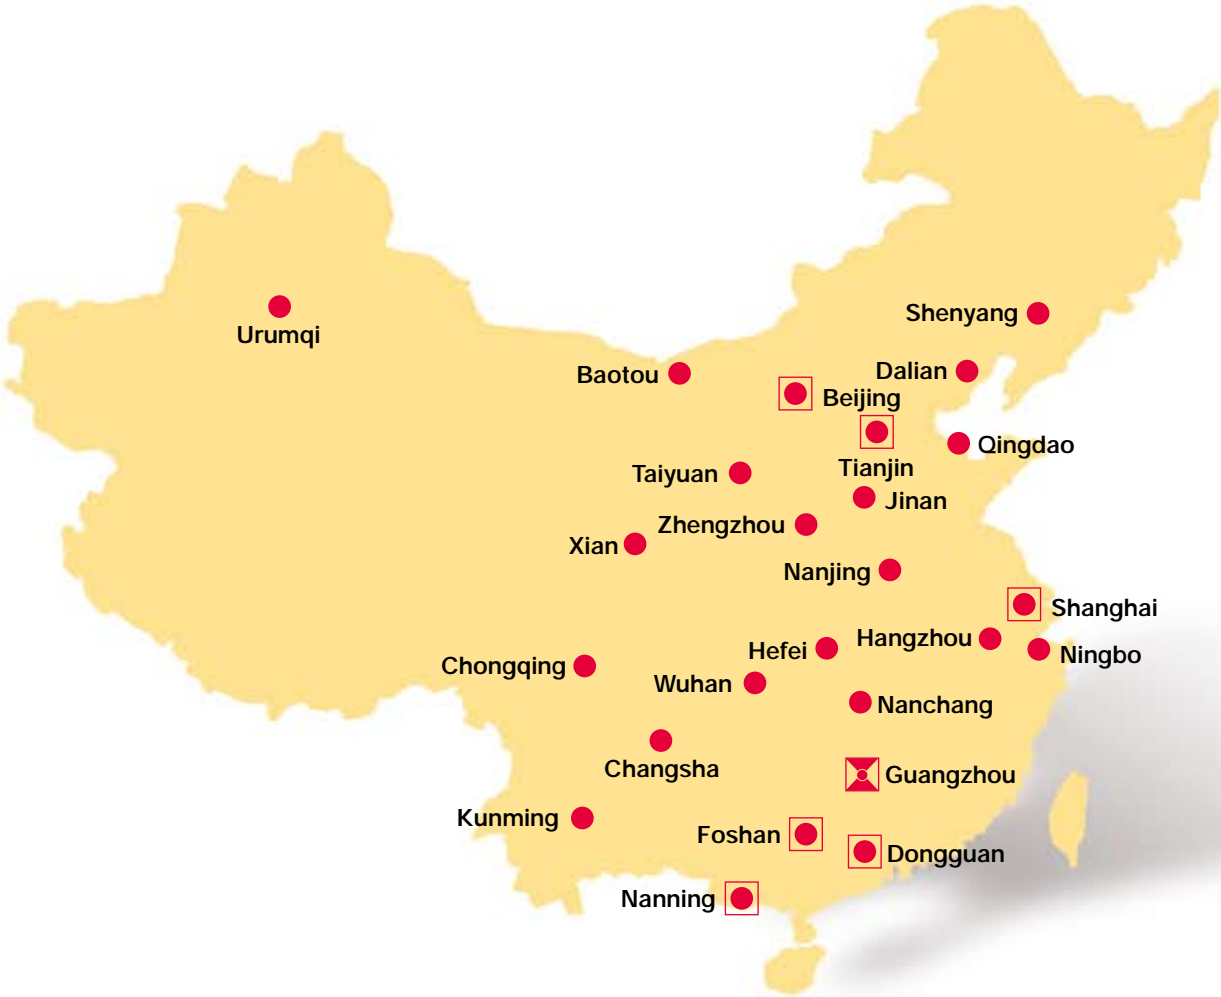 Shenyang
Urumqi
Dalian
Baotou
Beijing
Qingdao
Tianjin
Taiyuan
Jinan
Zhengzhou
Xian
Nanjing
Shanghai
Hangzhou
Hefei
Ningbo
Chongqing
Wuhan
Nanchang
Changsha
Guangzhou
Kunming
Foshan
Dongguan
Nanning